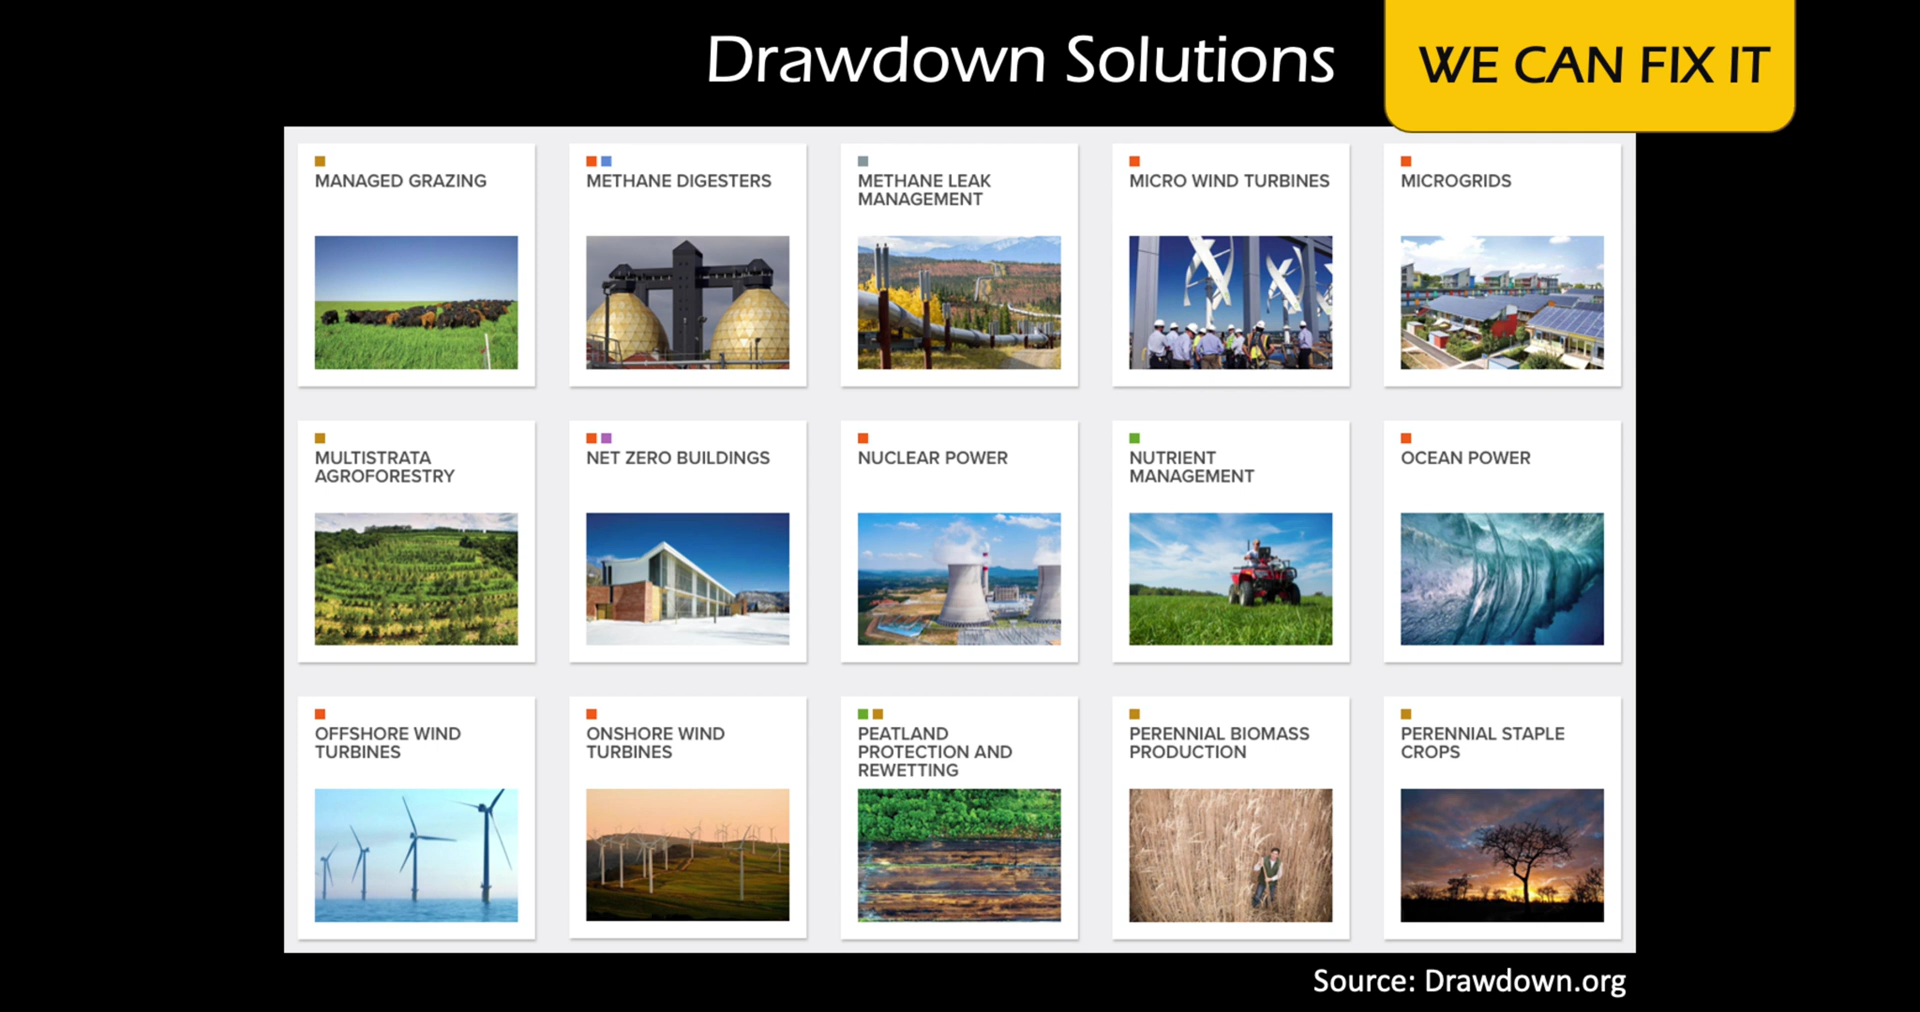 Drawdown Solutions
WE CAN FIX IT
MANAGED GRAZING
METHANE DIGESTERS
METHANE LEAK
MANAGEMENT
MICRO WIND TURBINES
MICROGRIDS
MULTISTRATA
AGROFORESTRY
NET ZERO BUILDINGS
NUCLEAR POWER
NUTRIENT
MANAGEMENT
OCEAN POWER
OFFSHORE WIND
TURBINES
ONSHORE WIND
TURBINES
PEATLAND
PROTECTION AND
REWETTING
PERENNIAL BIOMASS
PRODUCTION
PERENNIAL STAPLE
CROPS
Source: Drawdown.org